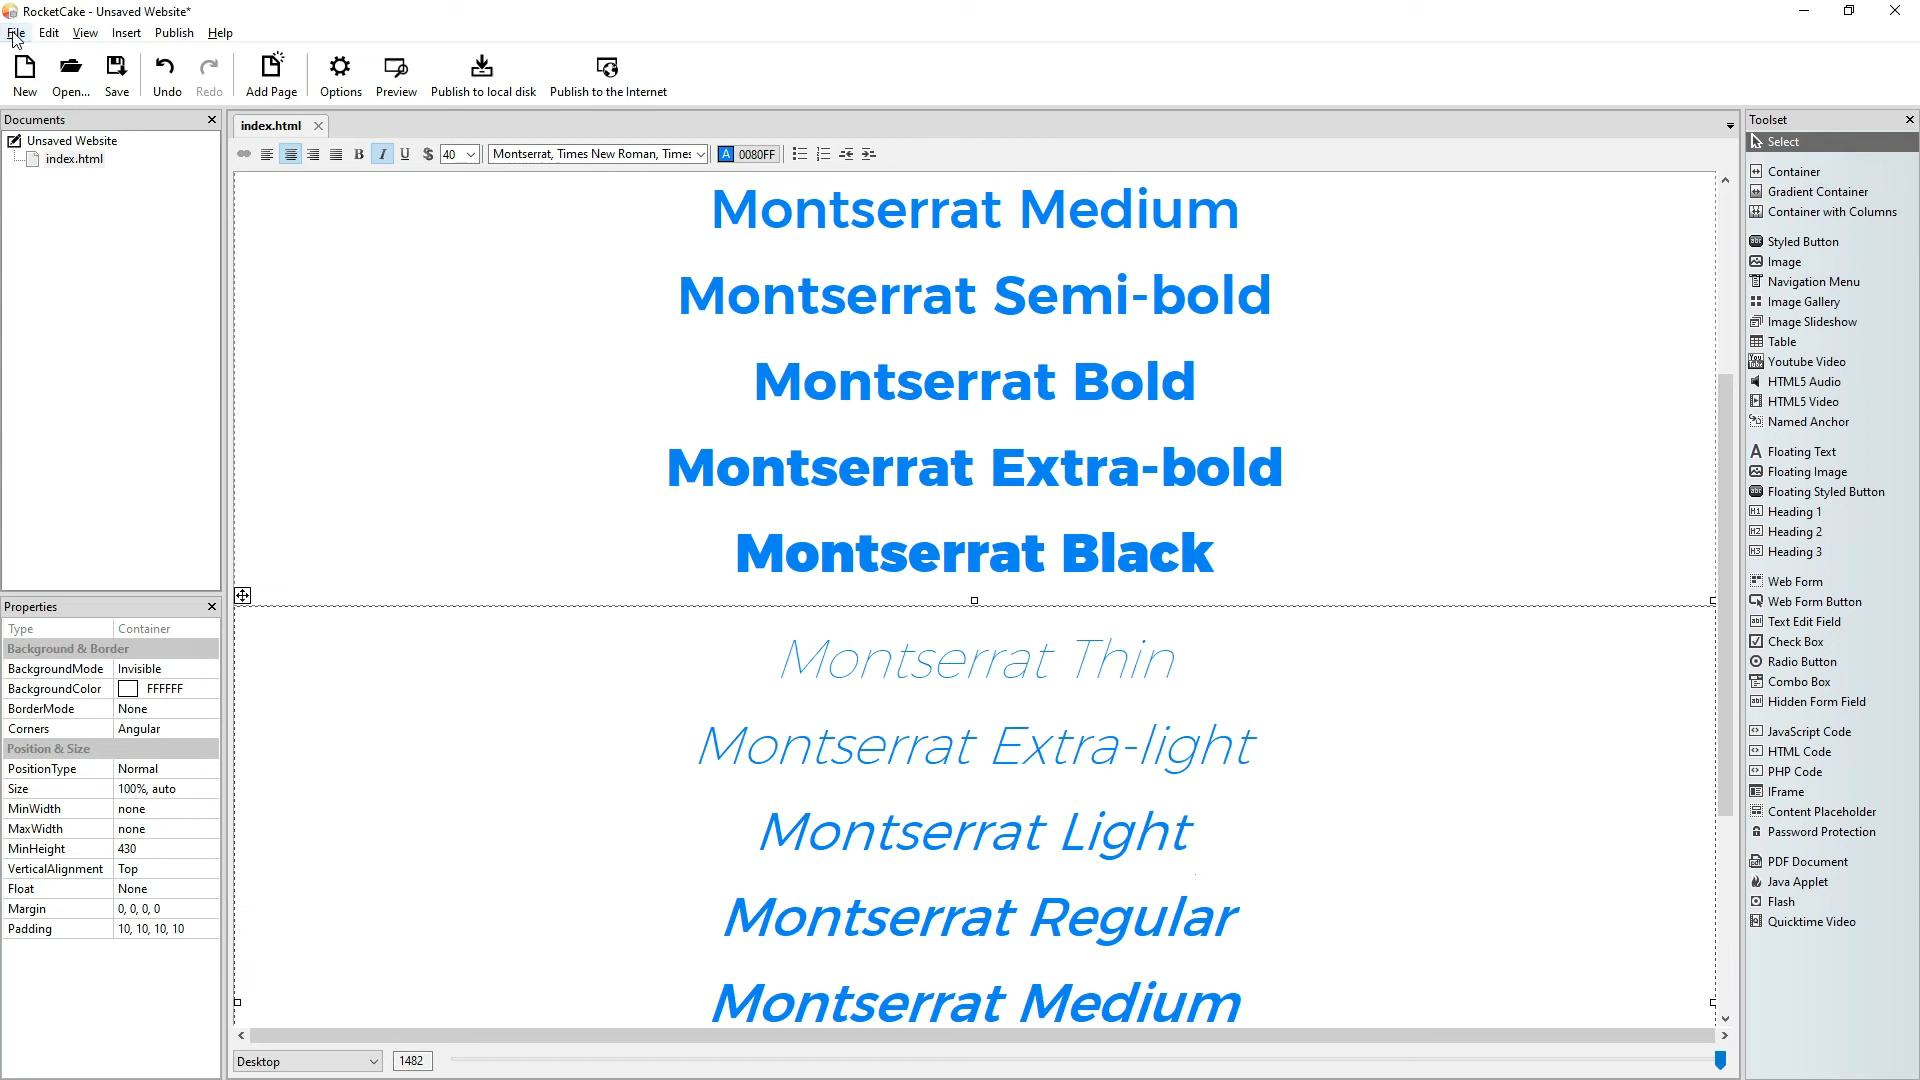 RocketCake - Unsaved Website*
File Edit View Insert Publish Help
New Open... Save Undo Redo Add Page Options Preview Publish to local disk Publish to the Internet
Documents
Unsaved Website
index.html
Properties
Type Container
Background & Border
BackgroundMode Invisible
BackgroundColor FFFFFF
BorderMode None
Corners Angular
Position & Size
PositionType Normal
Size 100%, auto
MinWidth none
MaxWidth none
MinHeight 430
VerticalAlignment Top
Float None
Margin 0, 0, 0, 0
Padding 10, 10, 10, 10
index.html
B I U $ 40 Montserrat, Times New Roman, Times A 0080FF
Montserrat Medium
Montserrat Semi-bold
Montserrat Bold
Montserrat Extra-bold
Montserrat Black
Montserrat Thin
Montserrat Extra-light
Montserrat Light
Montserrat Regular
Montserrat Medium
Desktop 1482
Toolset
Select
Container
Gradient Container
Container with Columns
Styled Button
Image
Navigation Menu
Image Gallery
Image Slideshow
Table
Youtube Video
HTML5 Audio
HTML5 Video
Named Anchor
A Floating Text
Floating Image
Floating Styled Button
H1 Heading 1
H2 Heading 2
H3 Heading 3
Web Form
Web Form Button
Text Edit Field
Check Box
Radio Button
Combo Box
Hidden Form Field
JavaScript Code
HTML Code
PHP Code
IFrame
Content Placeholder
Password Protection
PDF Document
Java Applet
Flash
Quicktime Video